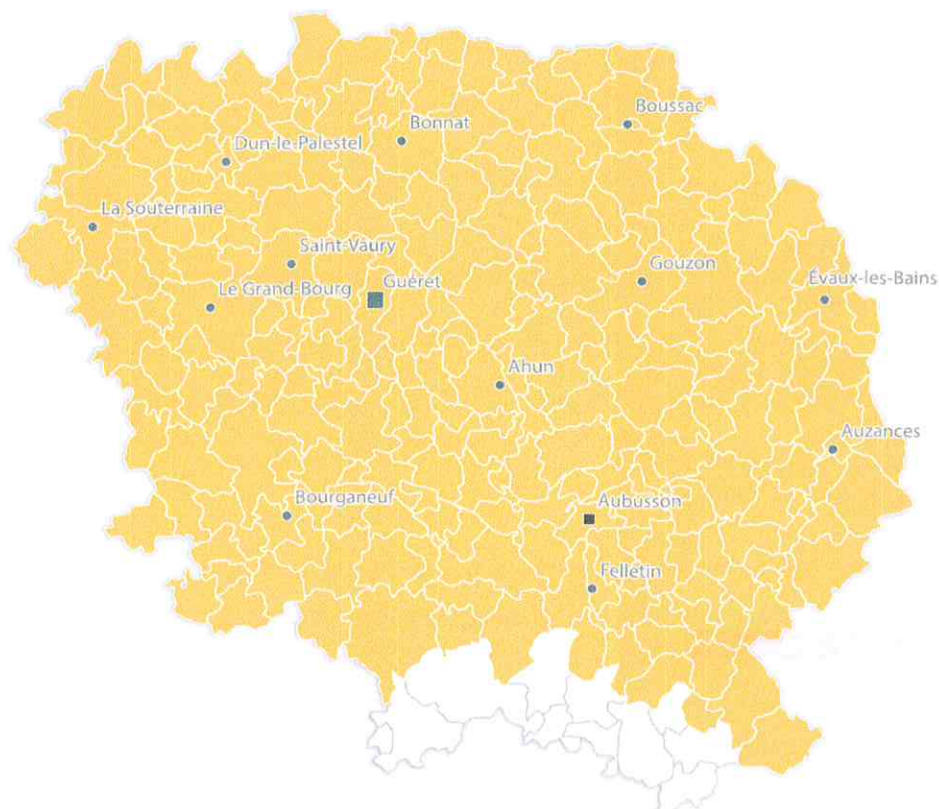 Boussac
Bonnat
Dun-le-Palestel
La Souterraine
Saint-Vaury
Gouzon
Guéret
Évaux-les-Bains
Le Grand-Bourg
Ahun
Auzances
Bourganeuf
Aubusson
Felletin